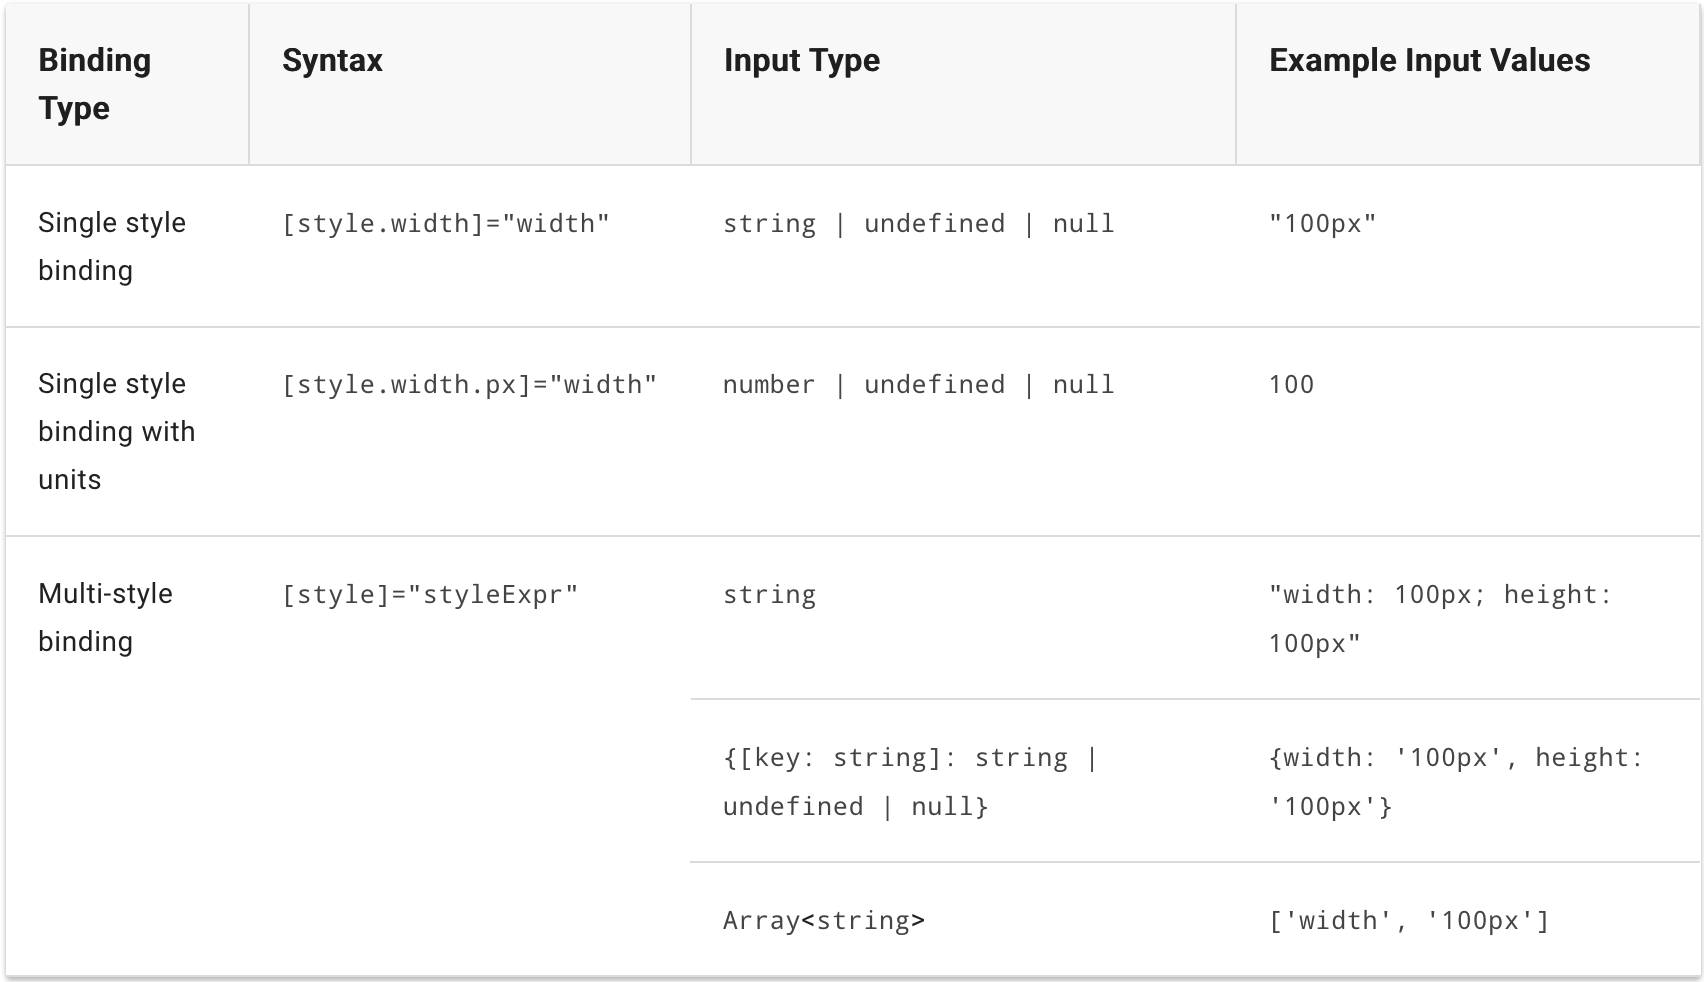 Binding Type
Syntax
Input Type
Example Input Values
Single style
binding
[style.width]="width"
string | undefined | null
"100px"
Single style
binding with
units
[style.width.px]="width"
number | undefined | null
100
Multi-style
binding
[style]="styleExpr"
string
"width: 100px; height:
100px"
{[key: string]: string |
undefined | null}
{width: '100px', height:
'100px'}
Array<string>
['width', '100px']